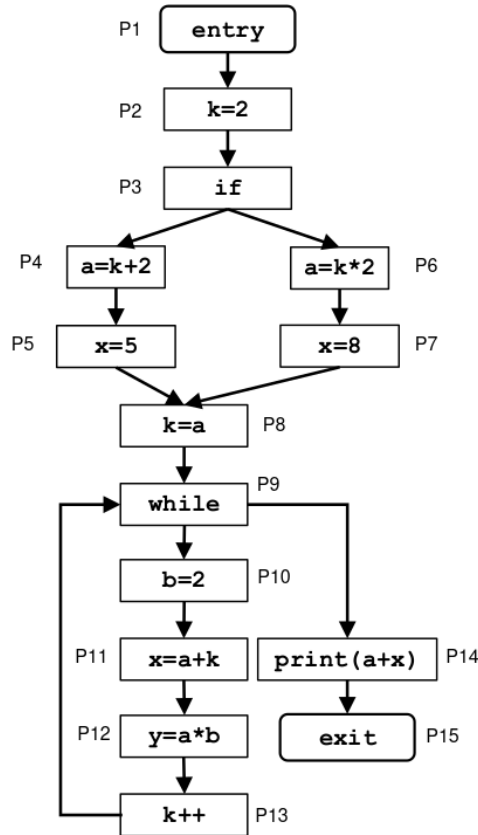 P1 entry
P2 k=2
P3 if
P4 a=k+2 a=k*2 P6
P5 x=5 x=8 P7
k=a P8
while P9
b=2 P10
P11 x=a+k print(a+x) P14
P12 y=a*b exit P15
k++ P13